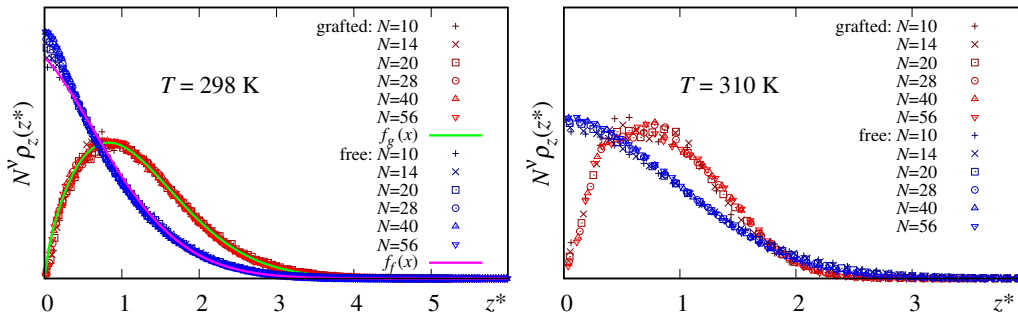 N^ν ρ_z(z*)
T = 298 K
grafted: N=10
N=14
N=20
N=28
N=40
N=56
f_g(x)
free: N=10
N=14
N=20
N=28
N=40
N=56
f_f(x)
0 1 2 3 4 5 z*
N^ν ρ_z(z*)
T = 310 K
grafted: N=10
N=14
N=20
N=28
N=40
N=56
free: N=10
N=14
N=20
N=28
N=40
N=56
0 1 2 3 z*